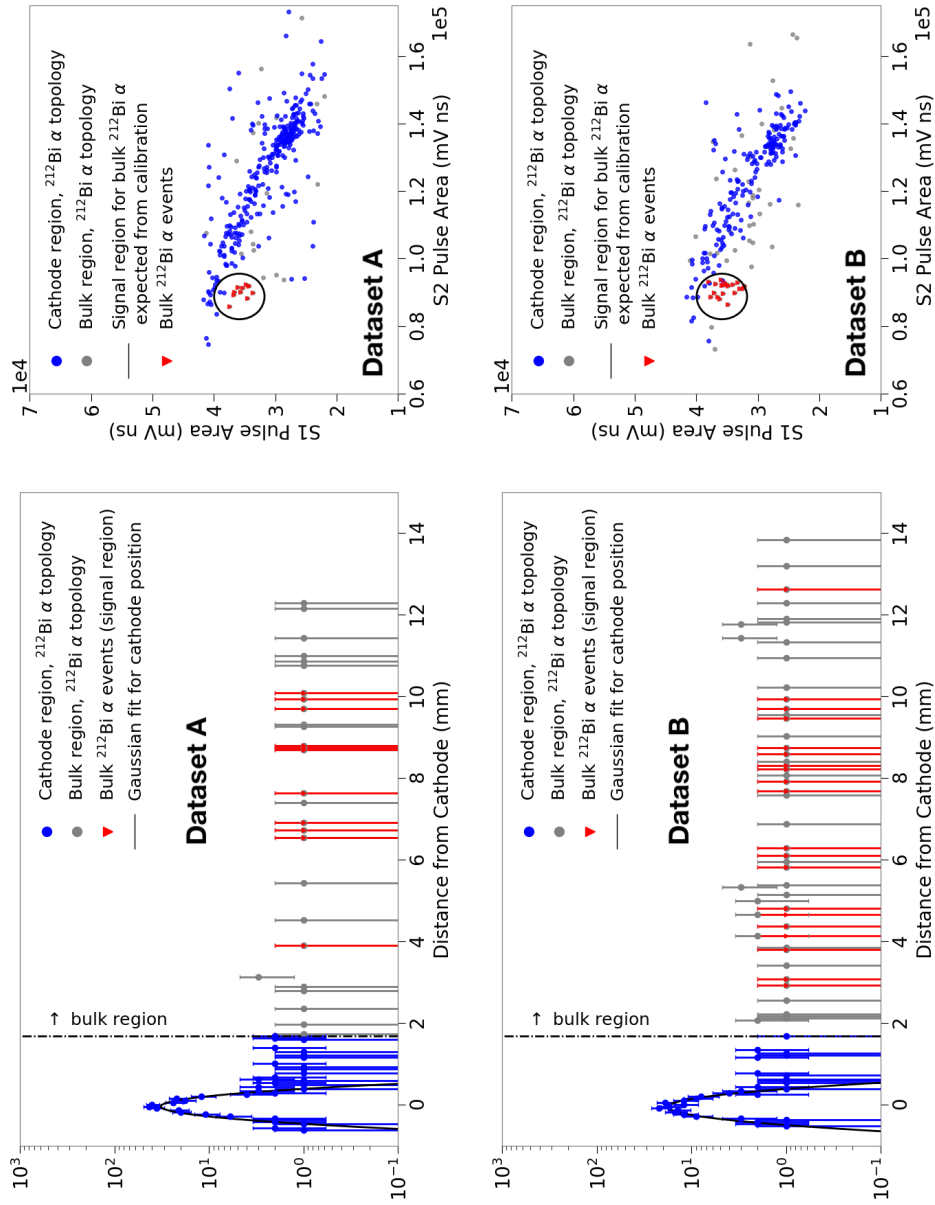 10³
10²
10¹
10⁰
10⁻¹
Cathode region, ²¹²Bi α topology
Bulk region, ²¹²Bi α topology
Bulk ²¹²Bi α events (signal region)
Gaussian fit for cathode position
↑ bulk region
Dataset A
0 2 4 6 8 10 12 14
Distance from Cathode (mm)
1e4
7
6
5
4
3
2
1
S1 Pulse Area (mV ns)
Cathode region, ²¹²Bi α topology
Bulk region, ²¹²Bi α topology
Signal region for bulk ²¹²Bi α
expected from calibration
Bulk ²¹²Bi α events
Dataset A
0.6 0.8 1.0 1.2 1.4 1.6
S2 Pulse Area (mV ns) 1e5
10³
10²
10¹
10⁰
10⁻¹
Cathode region, ²¹²Bi α topology
Bulk region, ²¹²Bi α topology
Bulk ²¹²Bi α events (signal region)
Gaussian fit for cathode position
↑ bulk region
Dataset B
0 2 4 6 8 10 12 14
Distance from Cathode (mm)
1e4
7
6
5
4
3
2
1
S1 Pulse Area (mV ns)
Cathode region, ²¹²Bi α topology
Bulk region, ²¹²Bi α topology
Signal region for bulk ²¹²Bi α
expected from calibration
Bulk ²¹²Bi α events
Dataset B
0.6 0.8 1.0 1.2 1.4 1.6
S2 Pulse Area (mV ns) 1e5